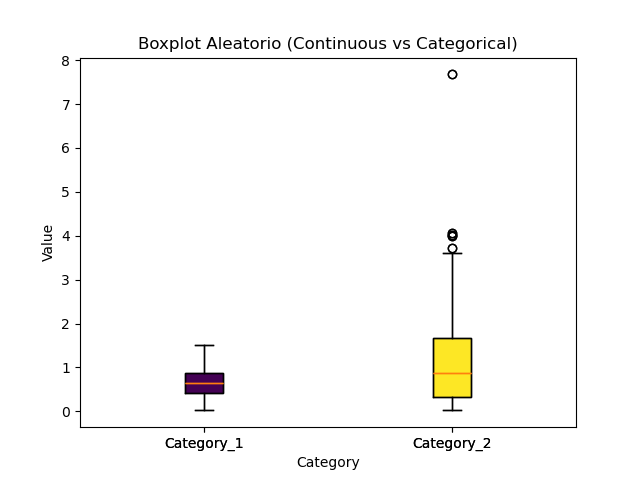 Boxplot Aleatorio (Continuous vs Categorical)
8
7
6
5
4
3
2
1
0
Value
Category_1
Category_2
Category